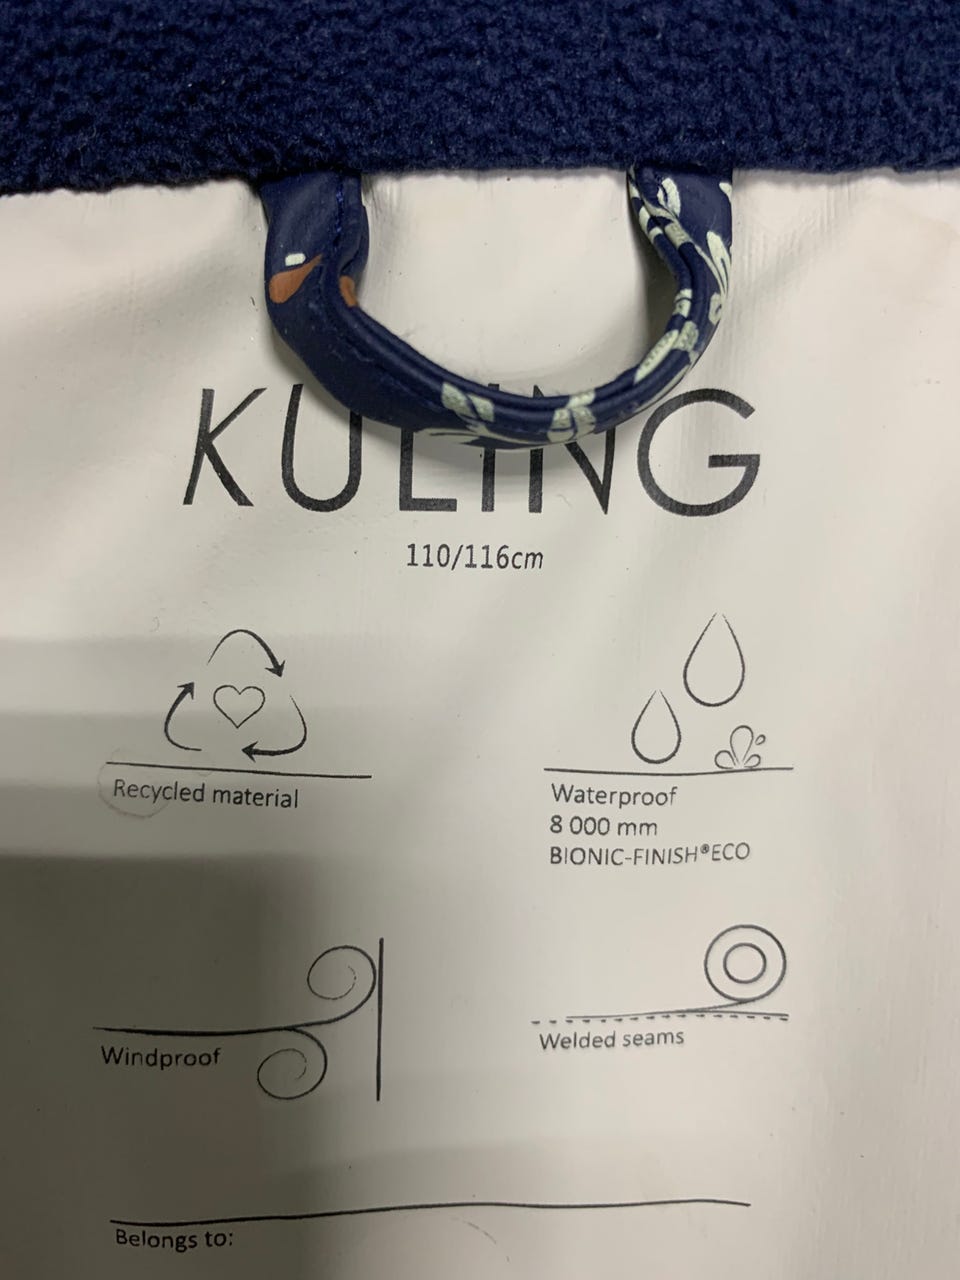 KULING
110/116cm
Recycled material
Waterproof
8 000 mm
BIONIC-FINISH®ECO
Windproof
Welded seams
Belongs to: